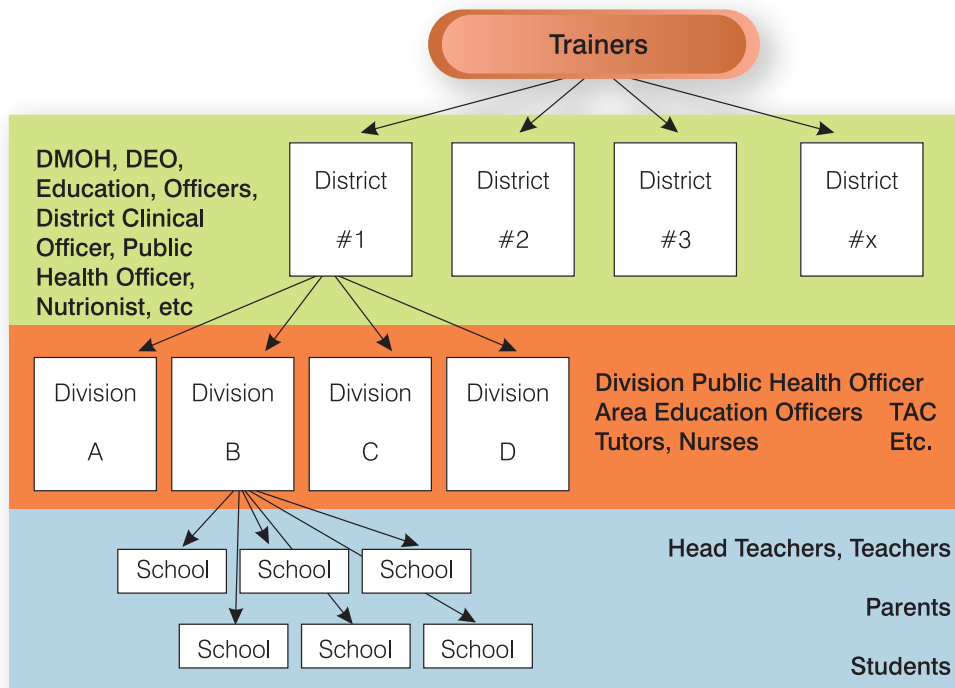 Trainers
DMOH, DEO,
Education, Officers,
District Clinical
Officer, Public
Health Officer,
Nutrionist, etc
District
#1
District
#2
District
#3
District
#x
Division
A
Division
B
Division
C
Division
D
Division Public Health Officer
Area Education Officers TAC
Tutors, Nurses Etc.
School
School
School
School
School
School
Head Teachers, Teachers
Parents
Students